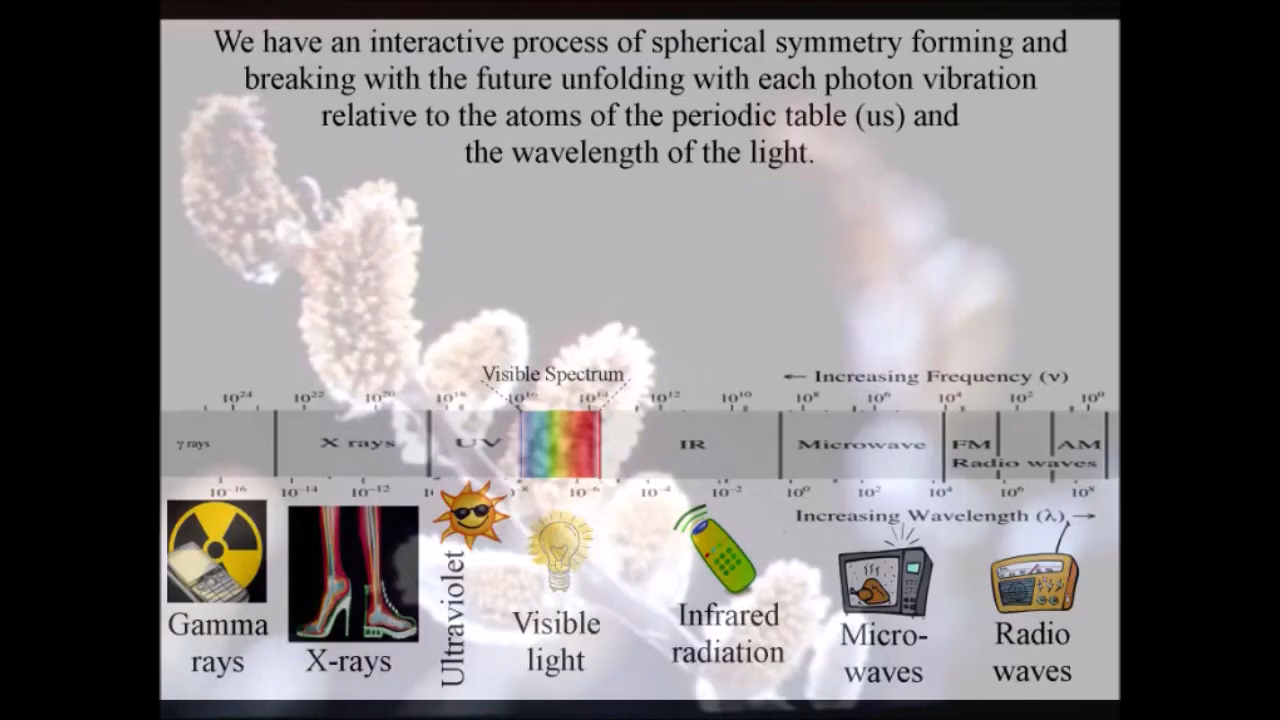 We have an interactive process of spherical symmetry forming and
breaking with the future unfolding with each photon vibration
relative to the atoms of the periodic table (us) and
the wavelength of the light.
Visible Spectrum
← Increasing Frequency (ν)
10²⁴ 10²² 10²⁰ 10¹⁸ 10¹⁶ 10¹⁴ 10¹² 10¹⁰ 10⁸ 10⁶ 10⁴ 10² 10⁰
γ rays X rays UV IR Microwave FM AM
Radio waves
10⁻¹⁶ 10⁻¹⁴ 10⁻¹² 10⁻⁶ 10⁻⁴ 10⁻² 10⁰ 10² 10⁴ 10⁶ 10⁸
Increasing Wavelength (λ) →
Gamma
rays
X-rays
Ultraviolet
Visible
light
Infrared
radiation
Micro-
waves
Radio
waves